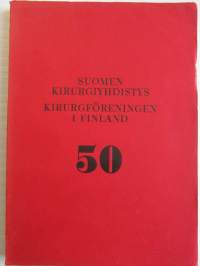 SUOMEN
KIRURGIYHDISTYS
KIRURGFÖRENINGEN
I FINLAND
50